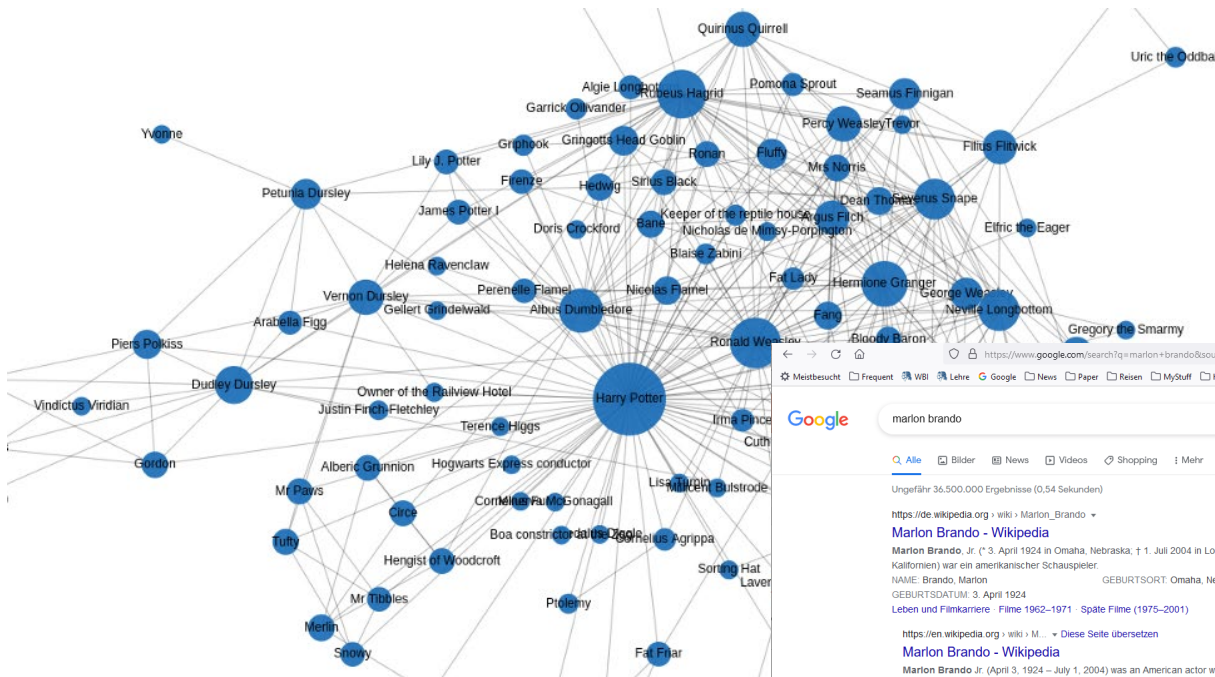 Quirinus Quirrell
Uric the Oddba
Algie Longbot
Rubeus Hagrid
Pomona Sprout
Seamus Finnigan
Garrick Ollivander
Percy Weasley
Trevor
Yvonne
Griphook
Gringotts Head Goblin
Filius Flitwick
Ronan
Fluffy
Lily J. Potter
Mrs Norris
Firenze
Hedwig
Sirius Black
Petunia Dursley
Dean Thomas
Severus Snape
James Potter I
Keeper of the reptile house
Argus Filch
Doris Crockford
Bane
Nicholas de Mimsy-Porpington
Elfric the Eager
Blaise Zabini
Helena Ravenclaw
Fat Lady
Hermione Granger
Perenelle Flamel
Nicolas Flamel
George Weasley
Vernon Dursley
Gellert Grindelwald
Albus Dumbledore
Neville Longbottom
Arabella Figg
Fang
Gregory the Smarmy
Piers Polkiss
Ronald Weasley
Bloody Baron
Dudley Dursley
Owner of the Railview Hotel
Harry Potter
Vindictus Viridian
Justin Finch-Fletchley
Terence Higgs
Irma Pince
Cuth
Gordon
Alberic Grunnion
Hogwarts Express conductor
Mr Paws
Lisa Turpin
Millicent Bulstrode
Circe
Cornelius Fu
McGonagall
Tufty
Boa constrictor at the Zoo
Cornelius Agrippa
Hengist of Woodcroft
Sorting Hat
Laver
Mr Tibbles
Ptolemy
Merlin
Snowy
Fat Friar
https://www.google.com/search?q=marlon+brando&sou
Meistbesucht Frequent WBI Lehre Google News Paper Reisen MyStuff
Google
marlon brando
Alle Bilder News Videos Shopping Mehr
Ungefähr 36.500.000 Ergebnisse (0,54 Sekunden)
https://de.wikipedia.org › wiki › Marlon_Brando
Marlon Brando - Wikipedia
Marlon Brando, Jr. (* 3. April 1924 in Omaha, Nebraska; † 1. Juli 2004 in Lo
Kalifornien) war ein amerikanischer Schauspieler.
NAME: Brando, Marlon GEBURTSORT: Omaha, Ne
GEBURTSDATUM: 3. April 1924
Leben und Filmkarriere · Filme 1962–1971 · Späte Filme (1975–2001)
https://en.wikipedia.org › wiki › M... Diese Seite übersetzen
Marlon Brando - Wikipedia
Marlon Brando Jr. (April 3, 1924 – July 1, 2004) was an American actor w